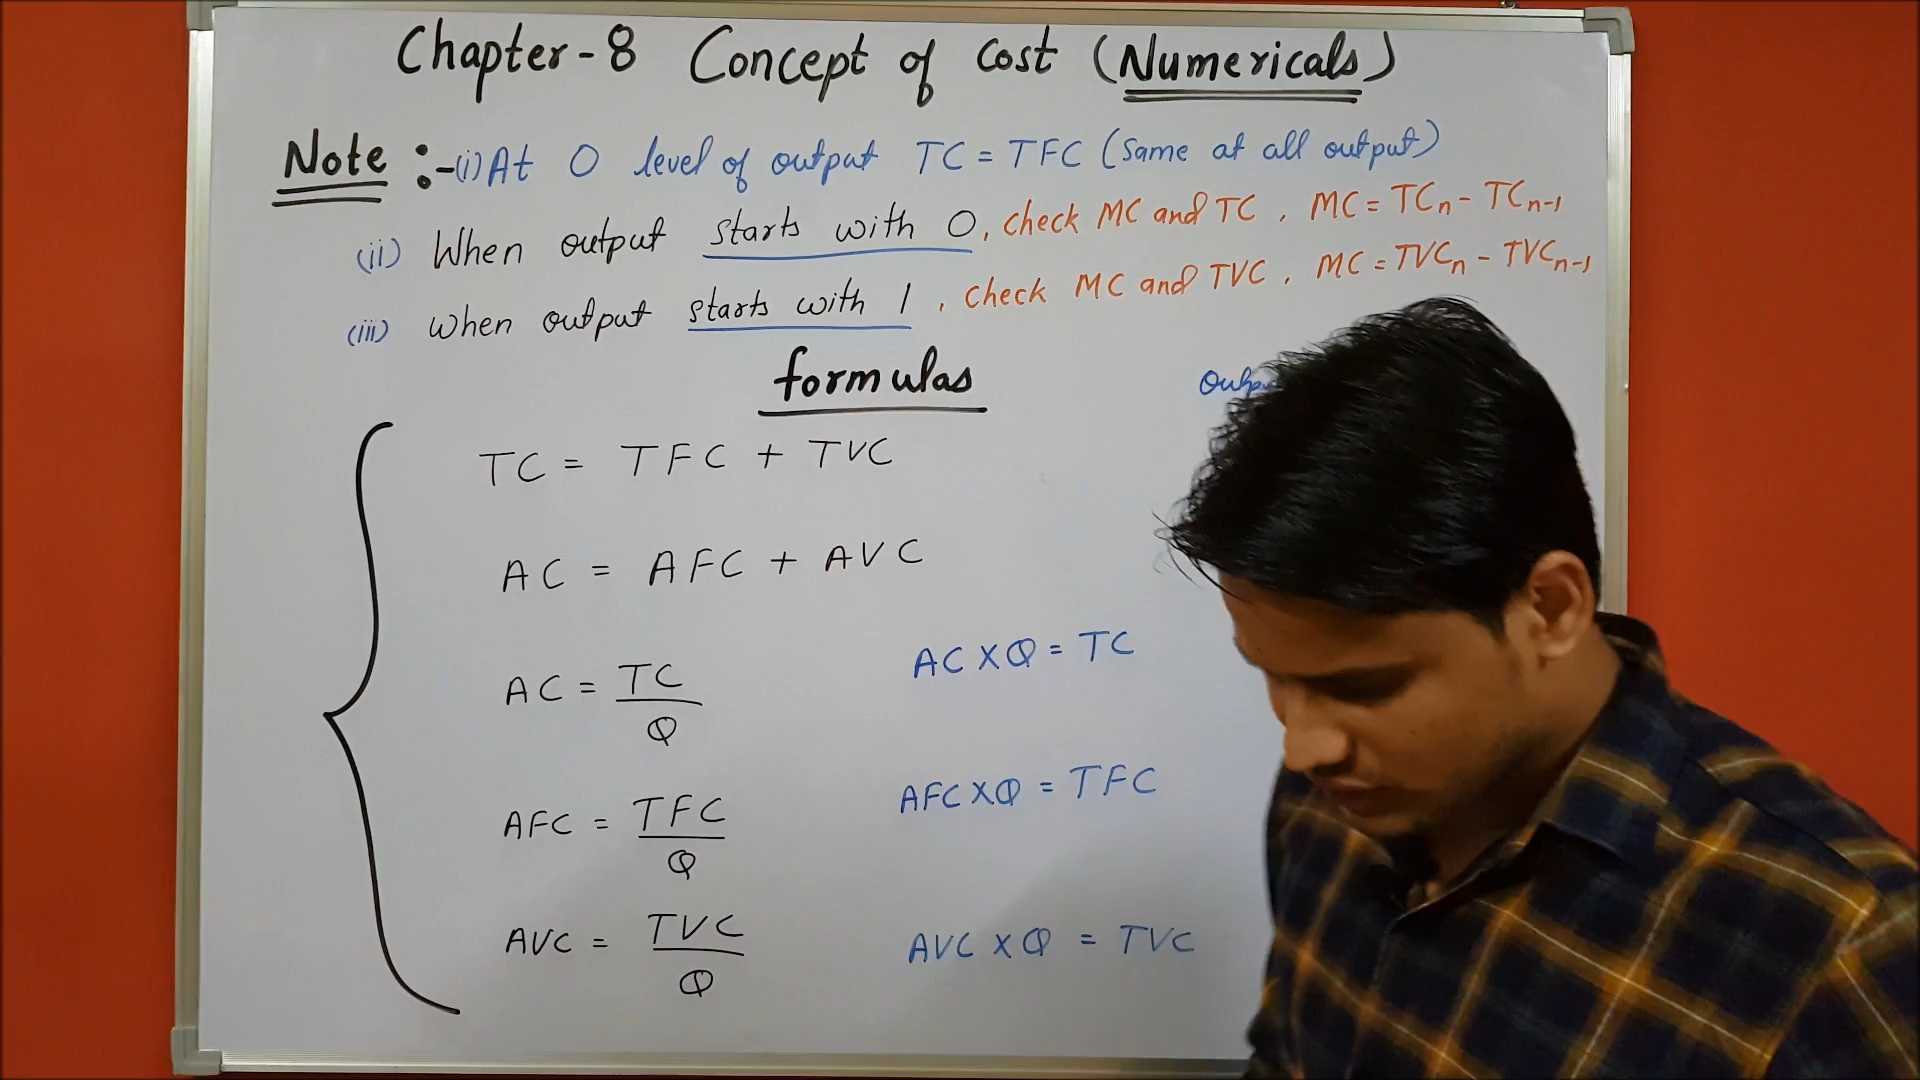 Chapter-8 Concept of Cost (Numericals)
Note :-(i) At 0 level of output TC = TFC (Same at all output)
(ii) When output starts with 0, check MC and TC, MC = TCn - TCn-1
(iii) when output starts with 1, check MC and TVC, MC = TVCn - TVCn-1
formulas
TC = TFC + TVC
AC = AFC + AVC
AC = TC
Q
AC X Q = TC
AFC = TFC
Q
AFC X Q = TFC
AVC = TVC
Q
AVC X Q = TVC